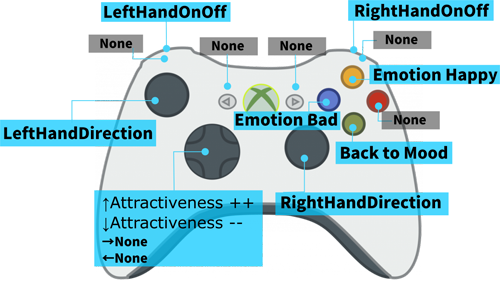 LeftHandOnOff
RightHandOnOff
None
None
None
None
Emotion Happy
LeftHandDirection
Emotion Bad
None
Back to Mood
↑Attractiveness ++
↓Attractiveness --
→None
←None
RightHandDirection